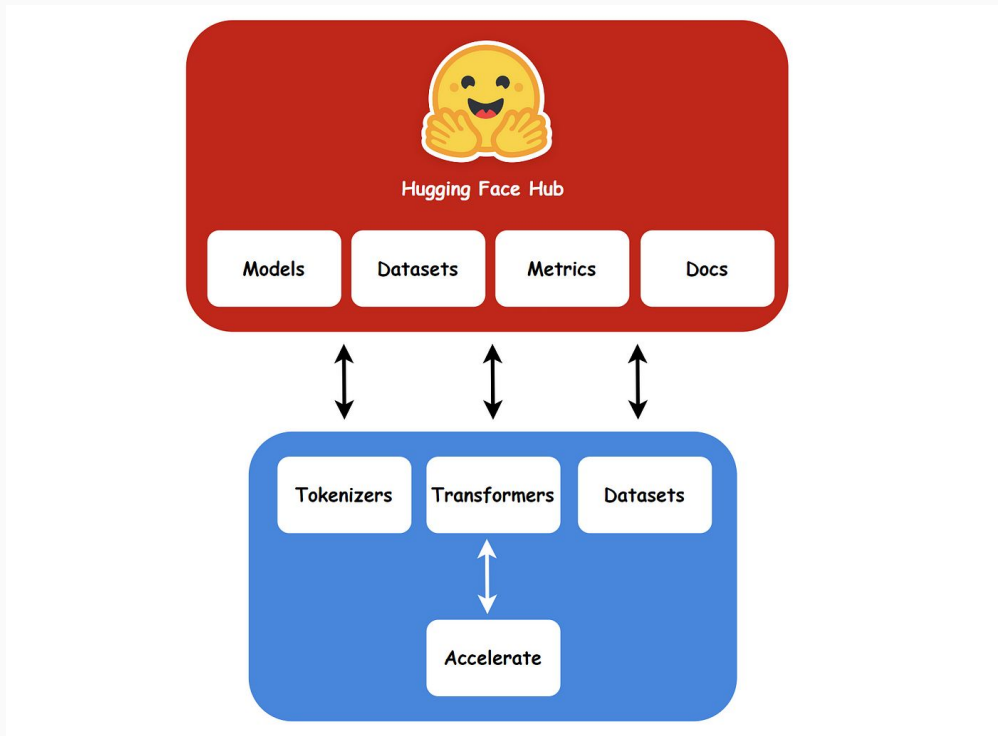 Hugging Face Hub
Models
Datasets
Metrics
Docs
Tokenizers
Transformers
Datasets
Accelerate